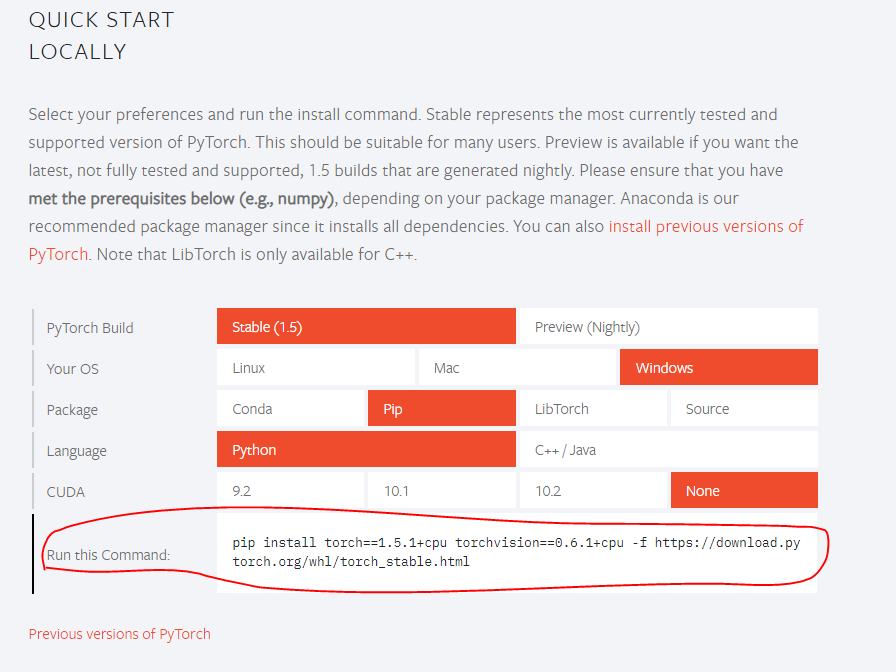 QUICK START
LOCALLY
Select your preferences and run the install command. Stable represents the most currently tested and
supported version of PyTorch. This should be suitable for many users. Preview is available if you want the
latest, not fully tested and supported, 1.5 builds that are generated nightly. Please ensure that you have
met the prerequisites below (e.g., numpy), depending on your package manager. Anaconda is our
recommended package manager since it installs all dependencies. You can also install previous versions of
PyTorch. Note that LibTorch is only available for C++.
PyTorch Build Stable (1.5) Preview (Nightly)
Your OS Linux Mac Windows
Package Conda Pip LibTorch Source
Language Python C++ / Java
CUDA 9.2 10.1 10.2 None
Run this Command:
pip install torch==1.5.1+cpu torchvision==0.6.1+cpu -f https://download.py
torch.org/whl/torch_stable.html
Previous versions of PyTorch